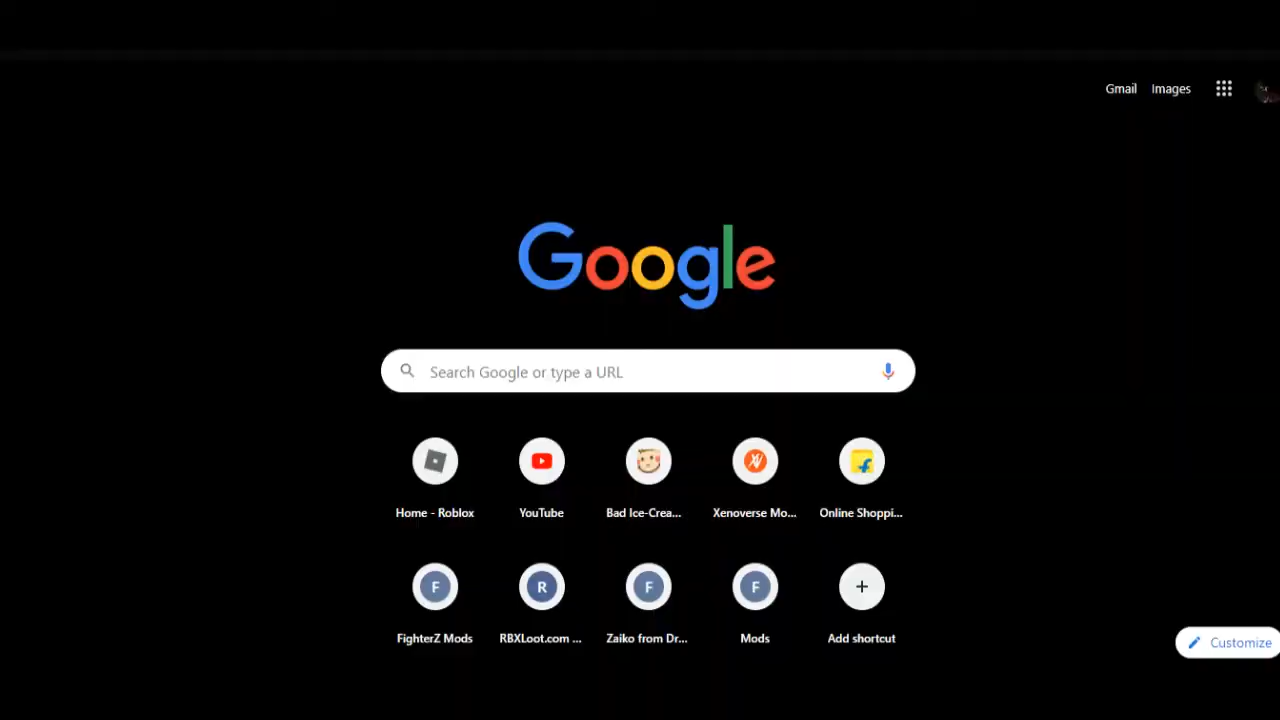 Gmail Images
Google
Search Google or type a URL
Home - Roblox YouTube Bad Ice-Crea... Xenoverse Mo... Online Shoppi...
F R F F
FighterZ Mods RBXLoot.com ... Zaiko from Dr... Mods Add shortcut
Customize